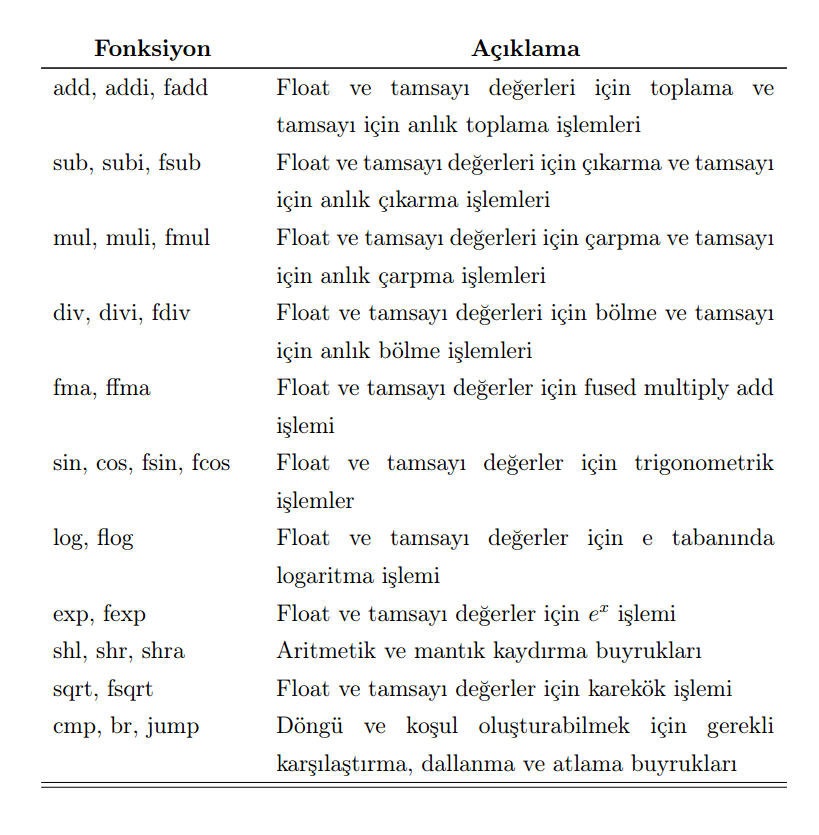 Fonksiyon Açıklama
add, addi, fadd Float ve tamsayı değerleri için toplama ve
tamsayı için anlık toplama işlemleri
sub, subi, fsub Float ve tamsayı değerleri için çıkarma ve tamsayı
için anlık çıkarma işlemleri
mul, muli, fmul Float ve tamsayı değerleri için çarpma ve tamsayı
için anlık çarpma işlemleri
div, divi, fdiv Float ve tamsayı değerleri için bölme ve tamsayı
için anlık bölme işlemleri
fma, ffma Float ve tamsayı değerler için fused multiply add
işlemi
sin, cos, fsin, fcos Float ve tamsayı değerler için trigonometrik
işlemler
log, flog Float ve tamsayı değerler için e tabanında
logaritma işlemi
exp, fexp Float ve tamsayı değerler için eˣ işlemi
shl, shr, shra Aritmetik ve mantık kaydırma buyrukları
sqrt, fsqrt Float ve tamsayı değerler için karekök işlemi
cmp, br, jump Döngü ve koşul oluşturabilmek için gerekli
karşılaştırma, dallanma ve atlama buyrukları